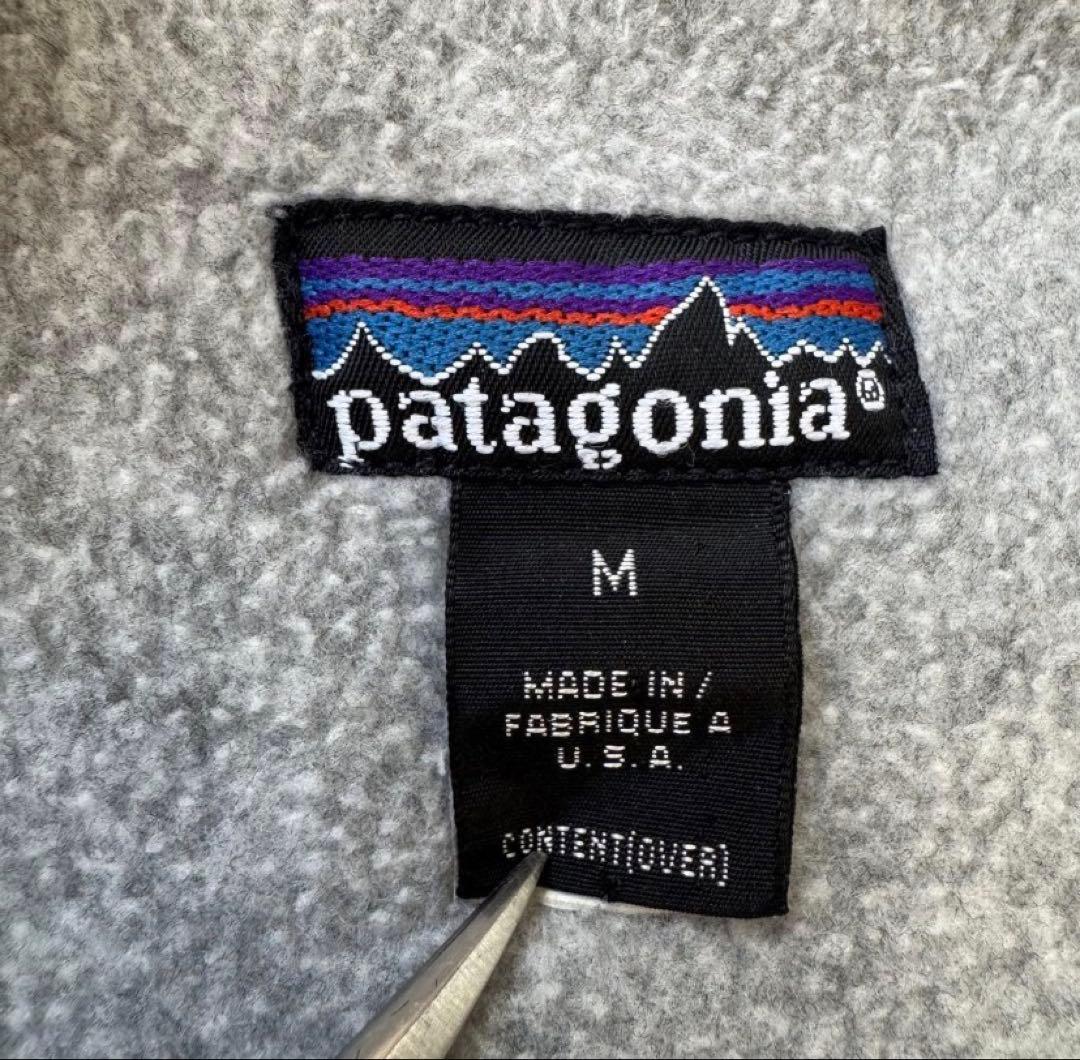 patagonia®
M
MADE IN /
FABRIQUE A
U.S.A.
CONTENT(OVER)